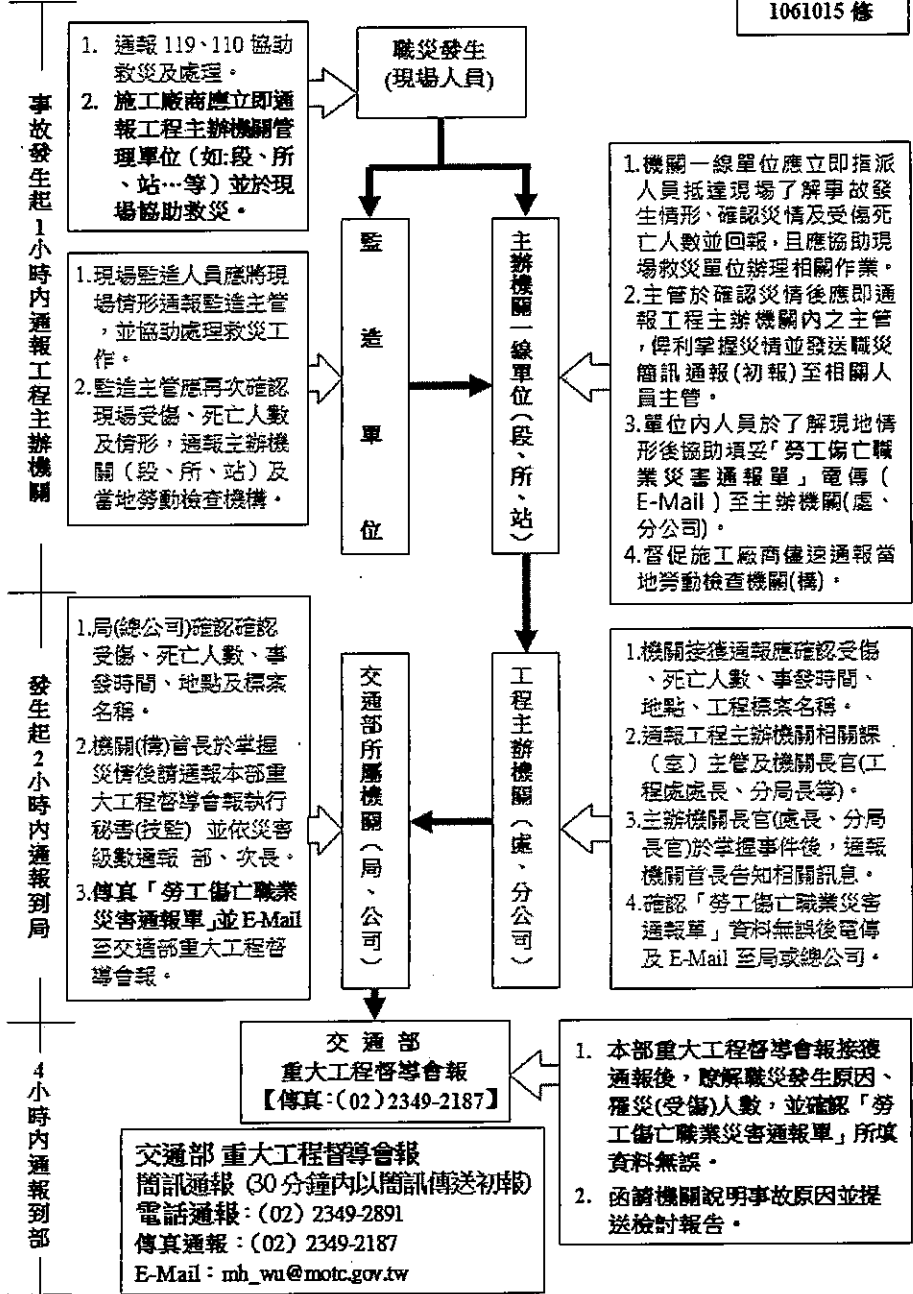 1061015 修
事故發生起1小時內通報工程主辦機關
1. 通報 119、110 協助
救災及處理。
2. 施工廠商應立即通
報工程主辦機關管
理單位（如:段、所
、站…等）並於現
場協助救災。
職災發生
(現場人員)
1.現場監造人員應將現
場情形通報監造主管
，並協助處理救災工
作。
2.監造主管應再次確認
現場受傷、死亡人數
及情形，通報主辦機
關（段、所、站）及
當地勞動檢查機構。
監造單位
主辦機關一線單位（段、所、站）
1.機關一線單位應立即指派
人員抵達現場了解事故發
生情形、確認災情及受傷死
亡人數並回報，且應協助現
場救災單位辦理相關作業。
2.主管於確認災情後應即通
報工程主辦機關內之主管
，俾利掌握災情並發送職災
簡訊通報(初報)至相關人
員主管。
3.單位內人員於了解現地情
形後協助填妥「勞工傷亡職
業災害通報單」電傳（
E-Mail）至主辦機關(處、
分公司)。
4.督促施工廠商儘速通報當
地勞動檢查機關(構)。
發生起2小時內通報到局
1.局(總公司)確認確認
受傷、死亡人數、事
發時間、地點及標案
名稱。
2.機關(構)首長於掌握
災情後請通報本部重
大工程督導會報執行
秘書(技監) 並依災害
級數通報 部、次長。
3.傳真「勞工傷亡職業
災害通報單」並 E-Mail
至交通部重大工程督
導會報。
交通部所屬機關（局、公司）
工程主辦機關（處、分公司）
1.機關接獲通報應確認受傷
、死亡人數、事發時間、
地點、工程標案名稱。
2.通報工程主辦機關相關課
（室）主管及機關長官(工
程處處長、分局長等)。
3.主辦機關長官(處長、分局
長官)於掌握事件後，通報
機關首長告知相關訊息。
4.確認「勞工傷亡職業災害
通報單」資料無誤後電傳
及 E-Mail 至局或總公司。
4小時內通報到部
交 通 部
重大工程督導會報
【傳真:（02）2349-2187】
1. 本部重大工程督導會報接獲
通報後，瞭解職災發生原因、
罹災(受傷)人數，並確認「勞
工傷亡職業災害通報單」所填
資料無誤。
2. 函請機關說明事故原因並提
送檢討報告。
交通部 重大工程督導會報
簡訊通報 (30 分鐘內以簡訊傳送初報)
電話通報：(02) 2349-2891
傳真通報：(02) 2349-2187
E-Mail：mh_wu@motc.gov.tw